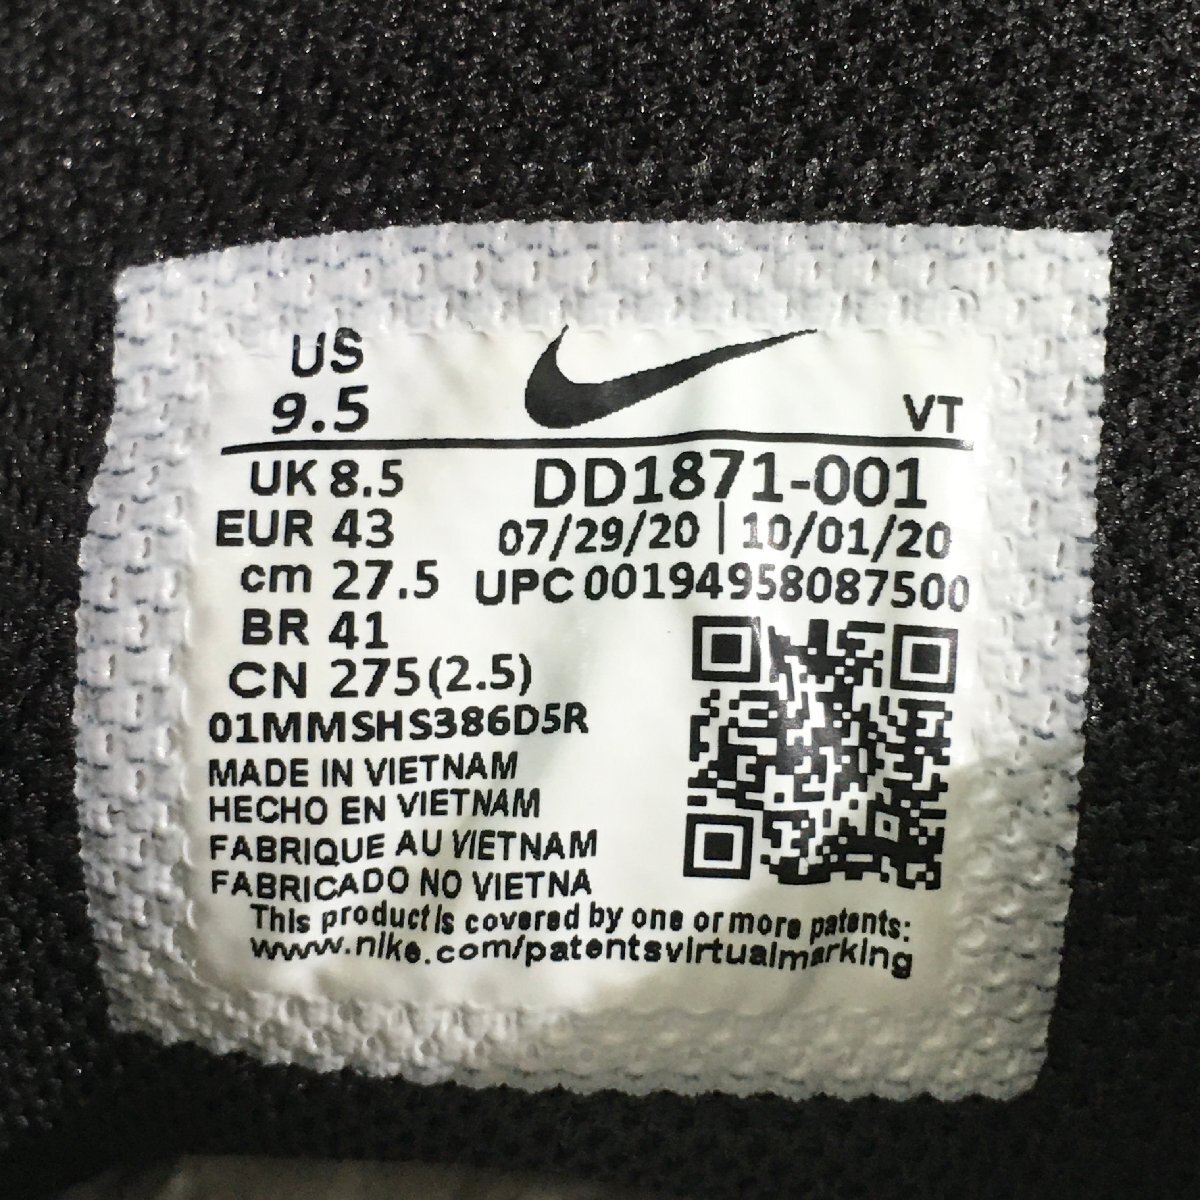 US
9.5
VT
UK 8.5
EUR 43
cm 27.5
BR 41
CN 275(2.5)
DD1871-001
07/29/20 | 10/01/20
UPC 00194958087500
01MMSHS386D5R
MADE IN VIETNAM
HECHO EN VIETNAM
FABRIQUE AU VIETNAM
FABRICADO NO VIETNA
This product is covered by one or more patents:
www.nike.com/patentsvirtualmarking